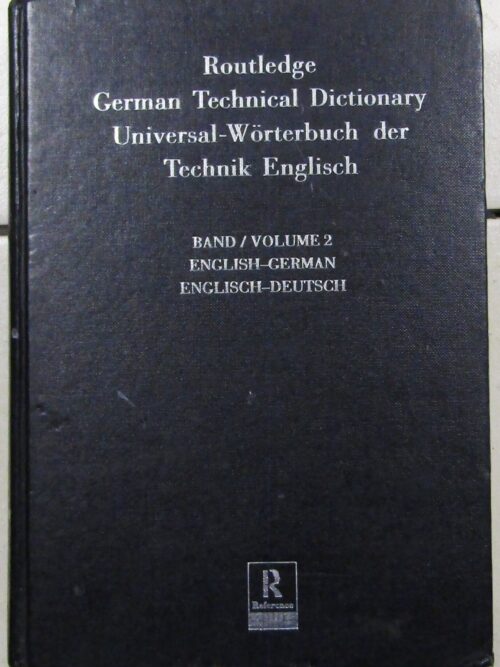 Routledge
German Technical Dictionary
Universal-Wörterbuch der
Technik Englisch
BAND / VOLUME 2
ENGLISH–GERMAN
ENGLISCH–DEUTSCH
R
Reference